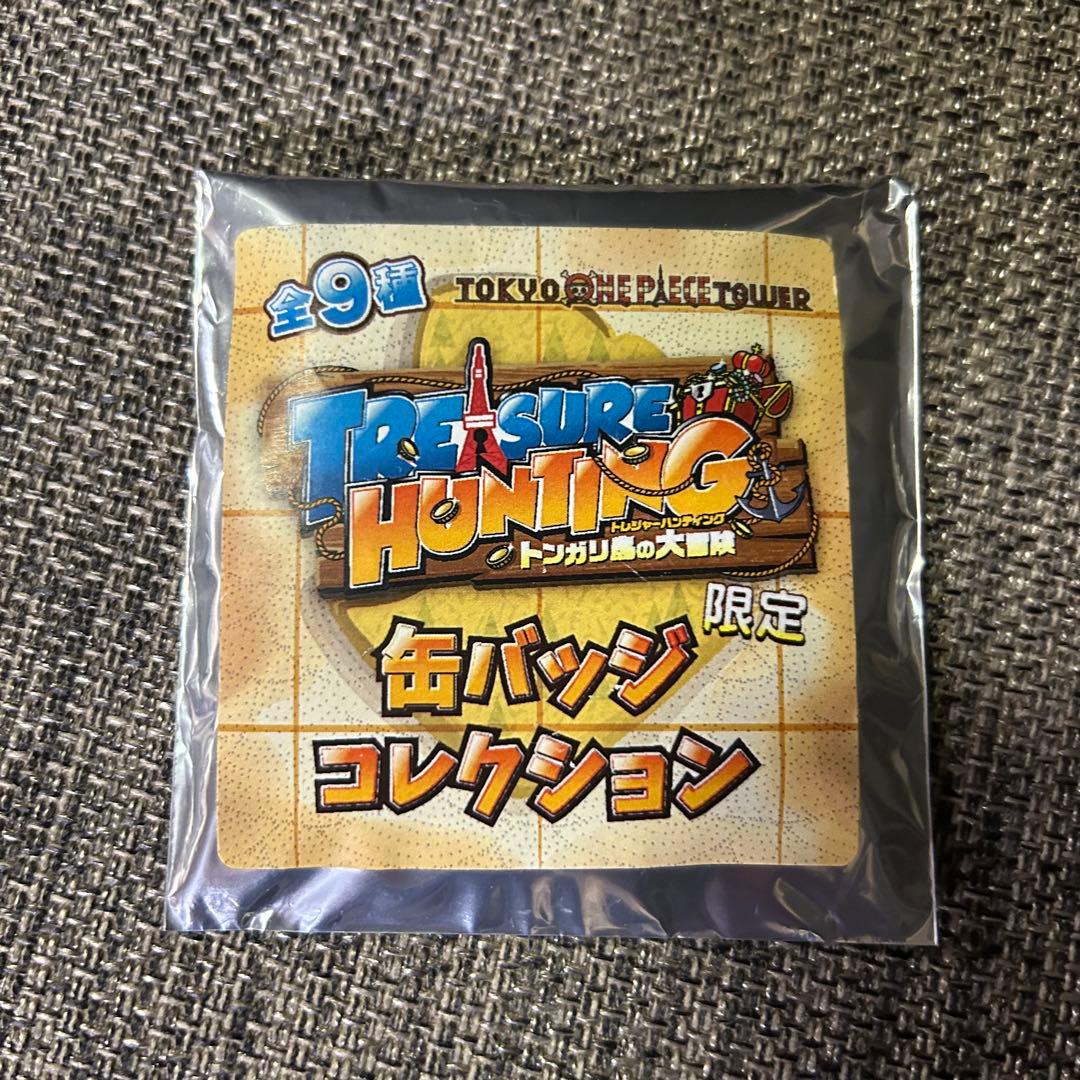 全9種
TOKYO ONE PIECE TOWER
TREASURE
HUNTING
トレジャーハンティング
トンガリ島の大冒険
限定
缶バッジ
コレクション